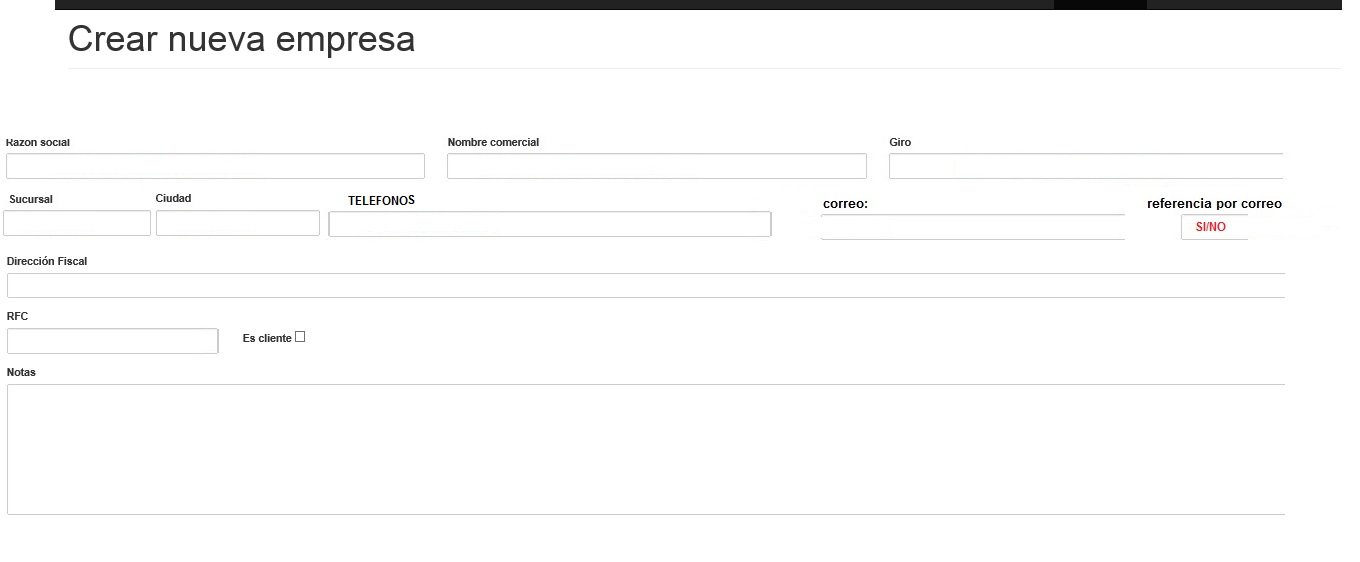 Crear nueva empresa
Razon social Nombre comercial Giro
Sucursal Ciudad TELEFONOS correo: referencia por correo
SI/NO
Dirección Fiscal
RFC
Es cliente
Notas